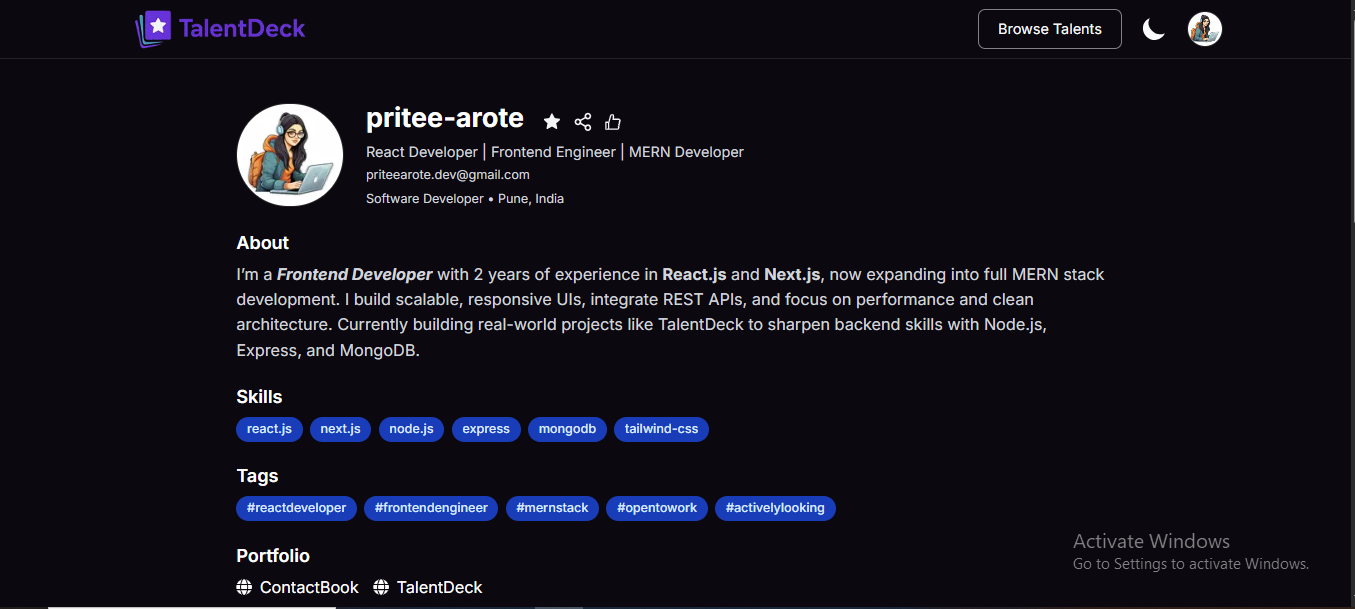 TalentDeck
Browse Talents
pritee-arote
React Developer | Frontend Engineer | MERN Developer
priteearote.dev@gmail.com
Software Developer • Pune, India
About
I’m a Frontend Developer with 2 years of experience in React.js and Next.js, now expanding into full MERN stack
development. I build scalable, responsive UIs, integrate REST APIs, and focus on performance and clean
architecture. Currently building real-world projects like TalentDeck to sharpen backend skills with Node.js,
Express, and MongoDB.
Skills
react.js next.js node.js express mongodb tailwind-css
Tags
#reactdeveloper #frontendengineer #mernstack #opentowork #activelylooking
Portfolio
ContactBook TalentDeck
Activate Windows
Go to Settings to activate Windows.